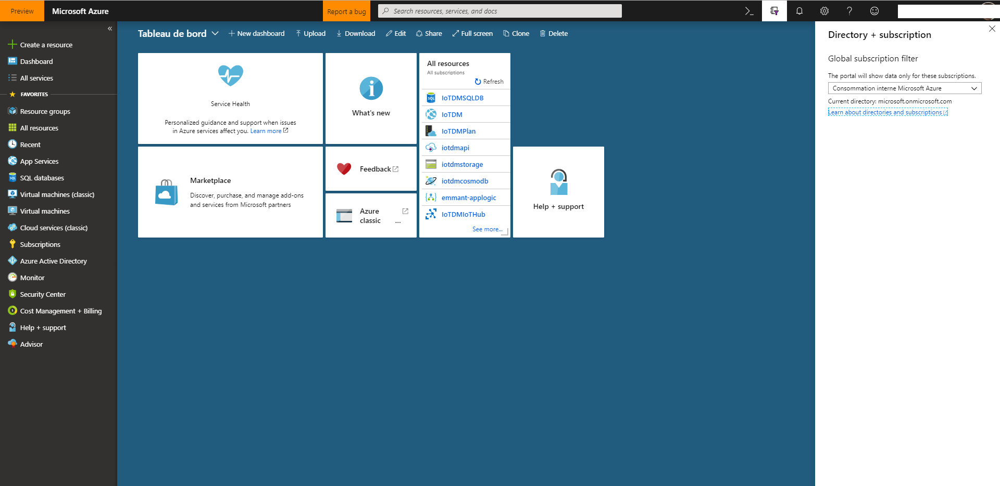 Preview
Microsoft Azure
Report a bug
Search resources, services, and docs
Create a resource
Dashboard
All services
FAVORITES
Resource groups
All resources
Recent
App Services
SQL databases
Virtual machines (classic)
Virtual machines
Cloud services (classic)
Subscriptions
Azure Active Directory
Monitor
Security Center
Cost Management + Billing
Help + support
Advisor
Tableau de bord
New dashboard
Upload
Download
Edit
Share
Full screen
Clone
Delete
Service Health
Personalized guidance and support when issues
in Azure services affect you. Learn more
What's new
Marketplace
Discover, purchase, and manage add-ons
and services from Microsoft partners
Feedback
Azure
classic ...
All resources
All subscriptions
Refresh
IoTDMSQLDB
IoTDM
IoTDMPlan
iotdmapi
iotdmstorage
iotdmcosmodb
emmant-applogic
IoTDMIoTHub
See more...
Help + support
Directory + subscription
Global subscription filter
The portal will show data only for these subscriptions.
Consommation interne Microsoft Azure
Current directory: microsoft.onmicrosoft.com
Learn about directories and subscriptions